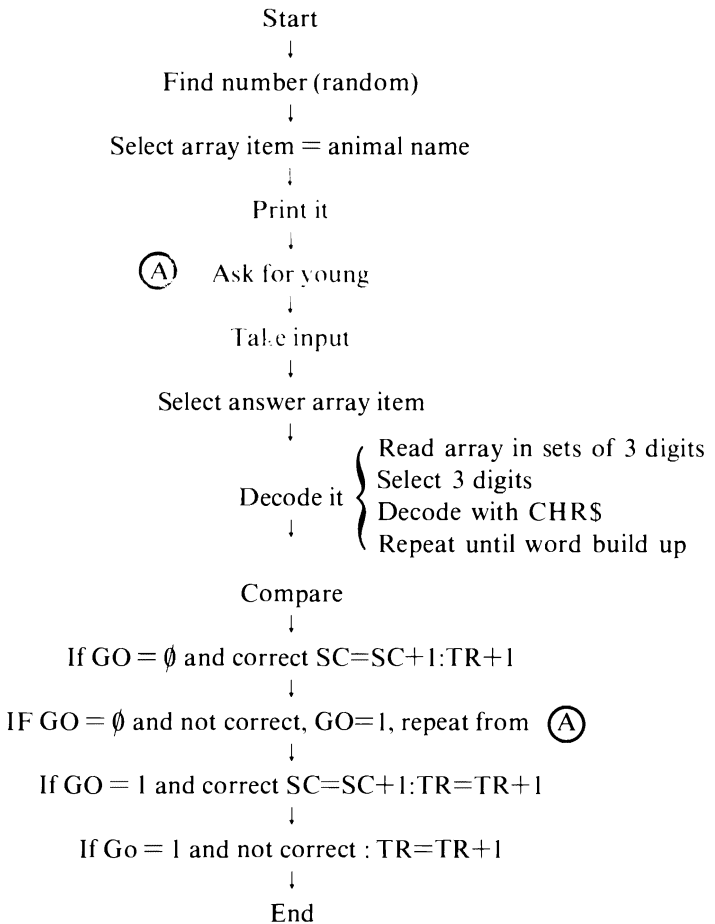 Start
↓
Find number (random)
↓
Select array item = animal name
↓
Print it
↓
Ⓐ Ask for young
↓
Take input
↓
Select answer array item
↓
Read array in sets of 3 digits
Select 3 digits
Decode it { Decode with CHR$
↓ Repeat until word build up
Compare
↓
If GO = ∅ and correct SC=SC+1:TR+1
↓
IF GO = ∅ and not correct, GO=1, repeat from Ⓐ
↓
If GO = 1 and correct SC=SC+1:TR=TR+1
↓
If Go = 1 and not correct : TR=TR+1
↓
End